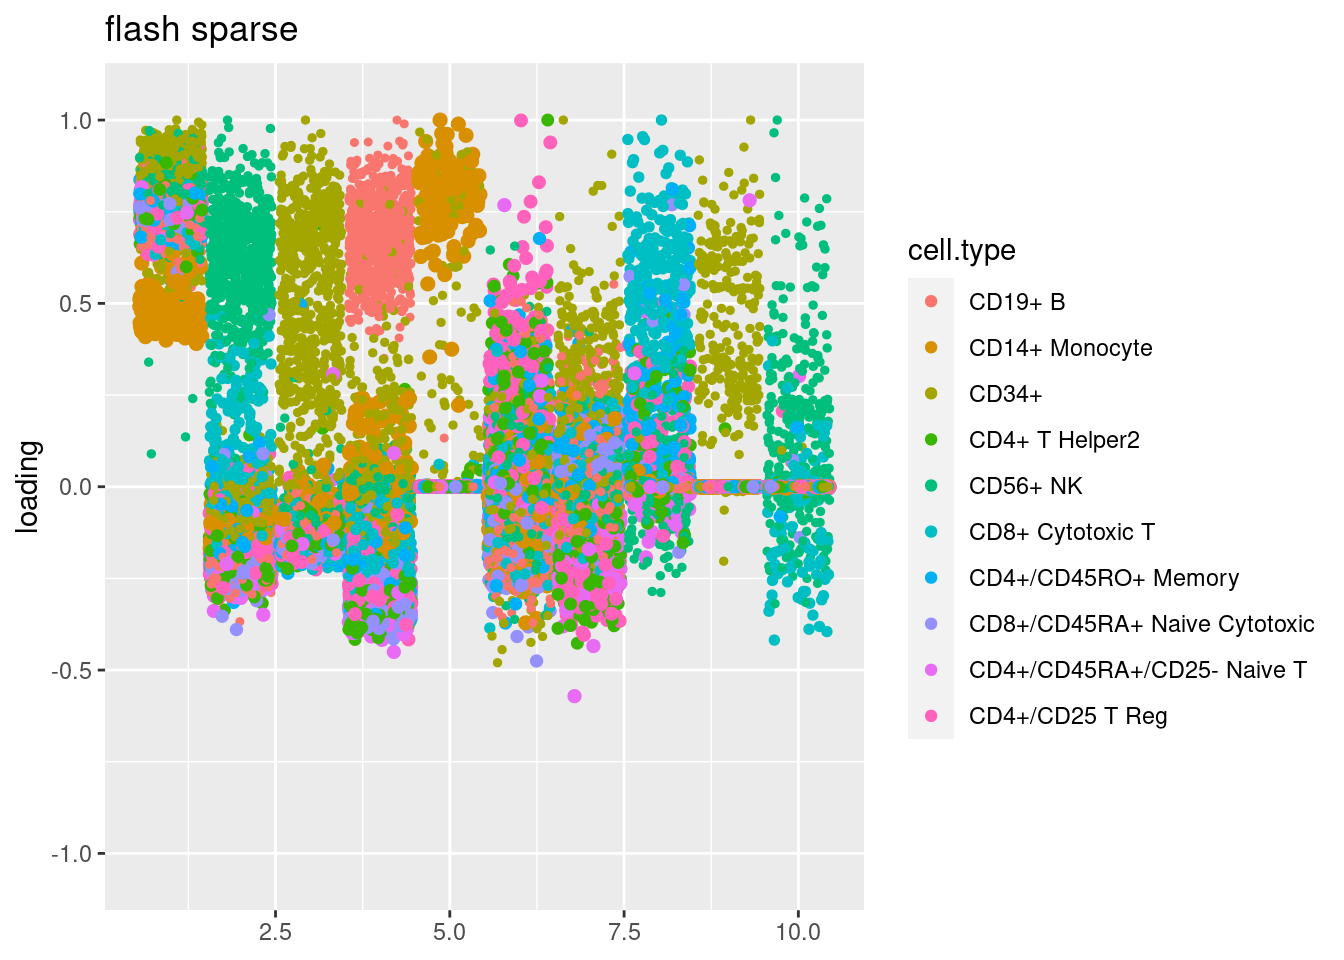 flash sparse
loading
1.0
0.5
0.0
-0.5
-1.0
2.5
5.0
7.5
10.0
cell.type
CD19+ B
CD14+ Monocyte
CD34+
CD4+ T Helper2
CD56+ NK
CD8+ Cytotoxic T
CD4+/CD45RO+ Memory
CD8+/CD45RA+ Naive Cytotoxic
CD4+/CD45RA+/CD25- Naive T
CD4+/CD25 T Reg